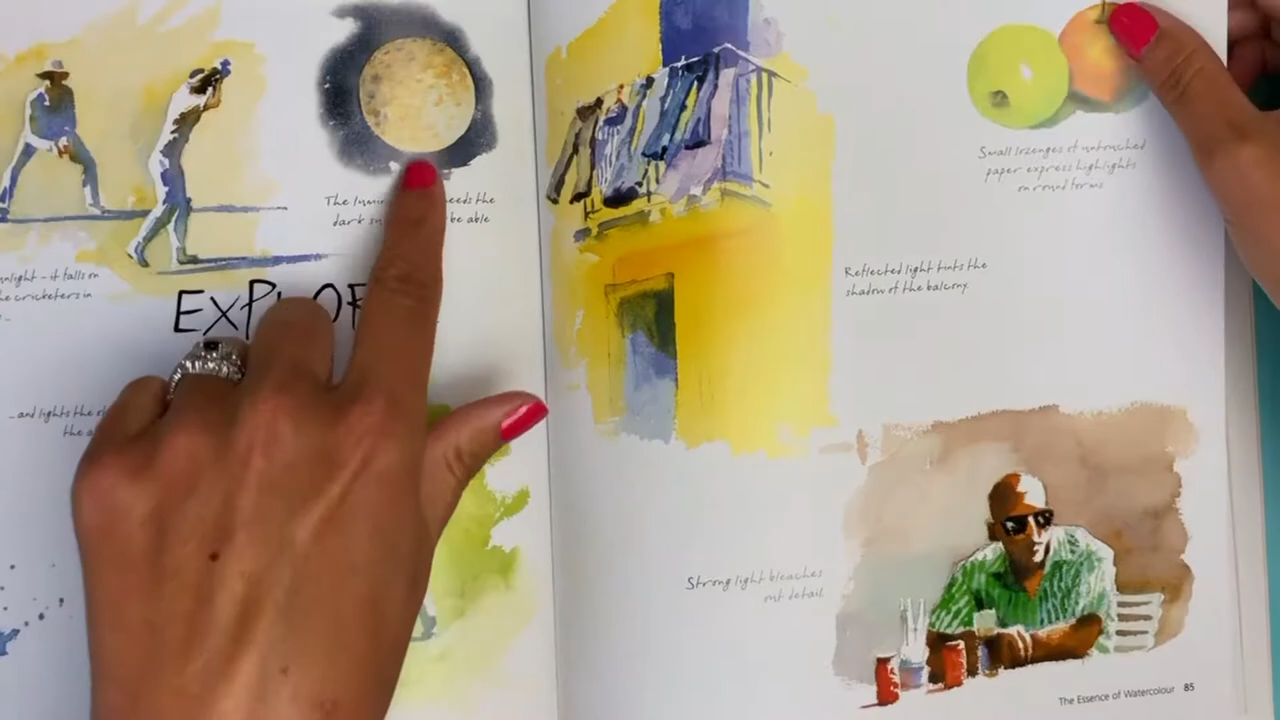 The needs the
dark be able
nlight – it falls on
he cricketers in
EXPLOR
... and lights the
the
Small lozenges of untouched
paper express highlights
on round forms
Reflected light tints the
shadow of the balcony.
Strong light bleaches
out detail
The Essence of Watercolour 85